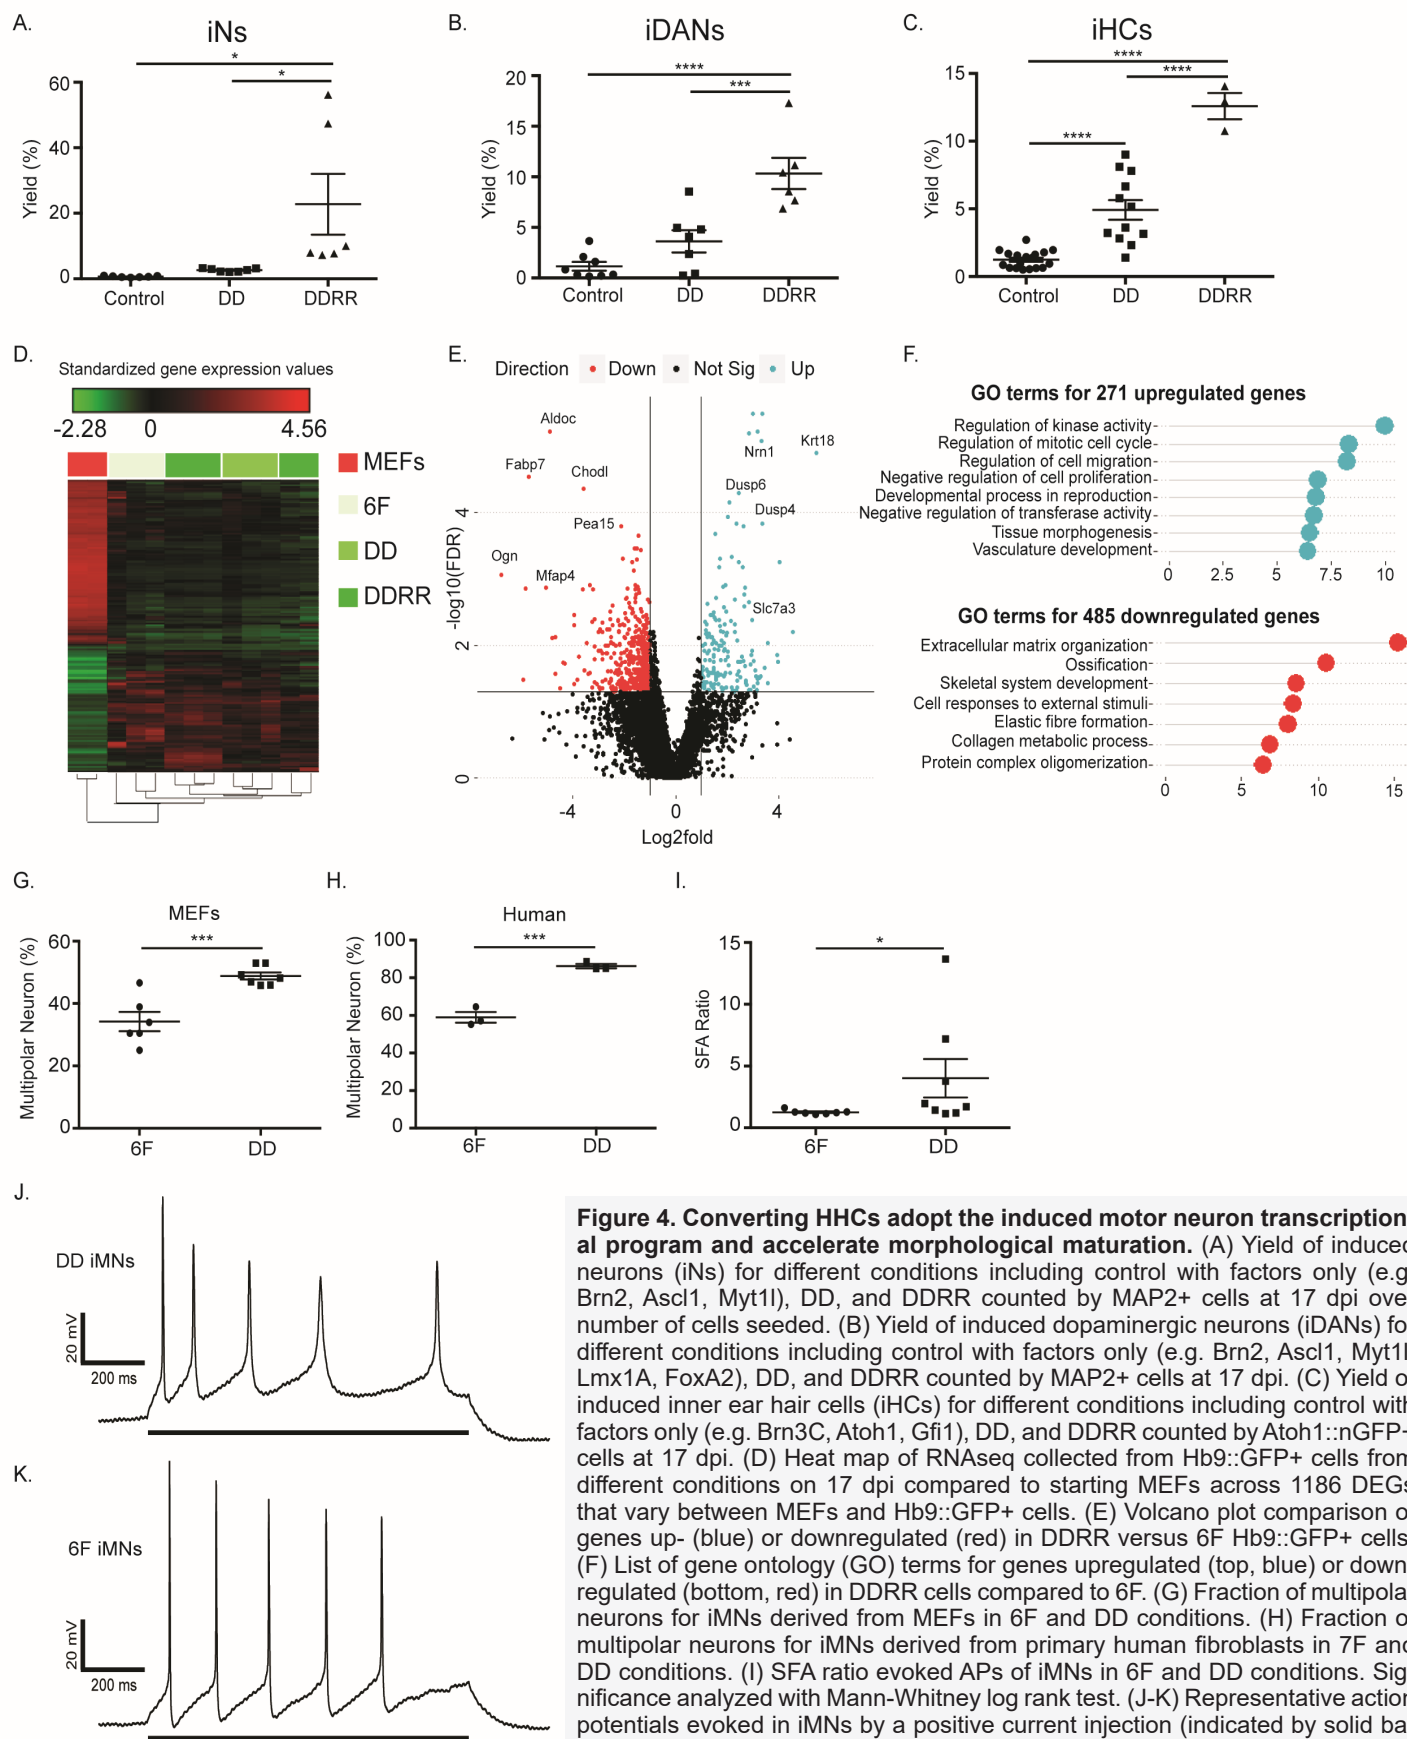 A.
iNs
*
*
Yield (%)
60
40
20
0
Control DD DDRR
B.
iDANs
****
***
Yield (%)
20
15
10
5
0
Control DD DDRR
C.
iHCs
****
****
****
Yield (%)
15
10
5
0
Control DD DDRR
D.
Standardized gene expression values
-2.28 0 4.56
MEFs
6F
DD
DDRR
E.
Direction Down Not Sig Up
Aldoc
Krt18
Nrn1
Fabp7
Chodl
Dusp6
Dusp4
Pea15
Ogn
Mfap4
Slc7a3
-log10(FDR)
4
2
0
-4 0 4
Log2fold
F.
GO terms for 271 upregulated genes
Regulation of kinase activity
Regulation of mitotic cell cycle
Regulation of cell migration
Negative regulation of cell proliferation
Developmental process in reproduction
Negative regulation of transferase activity
Tissue morphogenesis
Vasculature development
0 2.5 5 7.5 10
GO terms for 485 downregulated genes
Extracellular matrix organization
Ossification
Skeletal system development
Cell responses to external stimuli
Elastic fibre formation
Collagen metabolic process
Protein complex oligomerization
0 5 10 15
G.
MEFs
***
Multipolar Neuron (%)
60
40
20
0
6F DD
H.
Human
***
Multipolar Neuron (%)
100
80
60
40
20
0
6F DD
I.
*
SFA Ratio
15
10
5
0
6F DD
J.
DD iMNs
20 mV
200 ms
K.
6F iMNs
20 mV
200 ms
Figure 4. Converting HHCs adopt the induced motor neuron transcription
al program and accelerate morphological maturation. (A) Yield of induced
neurons (iNs) for different conditions including control with factors only (e.g
Brn2, Ascl1, Myt1l), DD, and DDRR counted by MAP2+ cells at 17 dpi ove
number of cells seeded. (B) Yield of induced dopaminergic neurons (iDANs) fo
different conditions including control with factors only (e.g. Brn2, Ascl1, Myt1l
Lmx1A, FoxA2), DD, and DDRR counted by MAP2+ cells at 17 dpi. (C) Yield o
induced inner ear hair cells (iHCs) for different conditions including control with
factors only (e.g. Brn3C, Atoh1, Gfi1), DD, and DDRR counted by Atoh1::nGFP+
cells at 17 dpi. (D) Heat map of RNAseq collected from Hb9::GFP+ cells from
different conditions on 17 dpi compared to starting MEFs across 1186 DEGs
that vary between MEFs and Hb9::GFP+ cells. (E) Volcano plot comparison o
genes up- (blue) or downregulated (red) in DDRR versus 6F Hb9::GFP+ cells
(F) List of gene ontology (GO) terms for genes upregulated (top, blue) or down
regulated (bottom, red) in DDRR cells compared to 6F. (G) Fraction of multipola
neurons for iMNs derived from MEFs in 6F and DD conditions. (H) Fraction o
multipolar neurons for iMNs derived from primary human fibroblasts in 7F and
DD conditions. (I) SFA ratio evoked APs of iMNs in 6F and DD conditions. Sig
nificance analyzed with Mann-Whitney log rank test. (J-K) Representative action
potentials evoked in iMNs by a positive current injection (indicated by solid ba